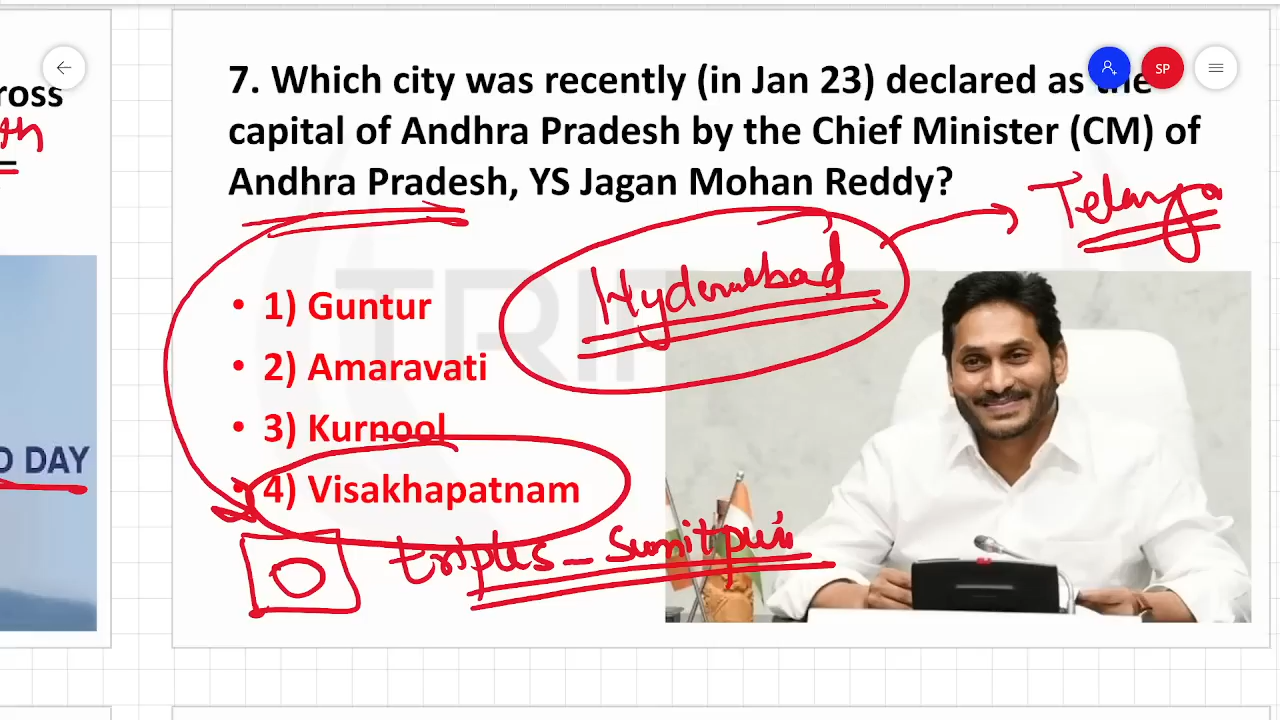 ross
th
D DAY
7. Which city was recently (in Jan 23) declared as the
capital of Andhra Pradesh by the Chief Minister (CM) of
Andhra Pradesh, YS Jagan Mohan Reddy?
SP
Hyderabad
• 1) Guntur
• 2) Amaravati
• 3) Kurnool
• 4) Visakhapatnam
triples_sumitpuri